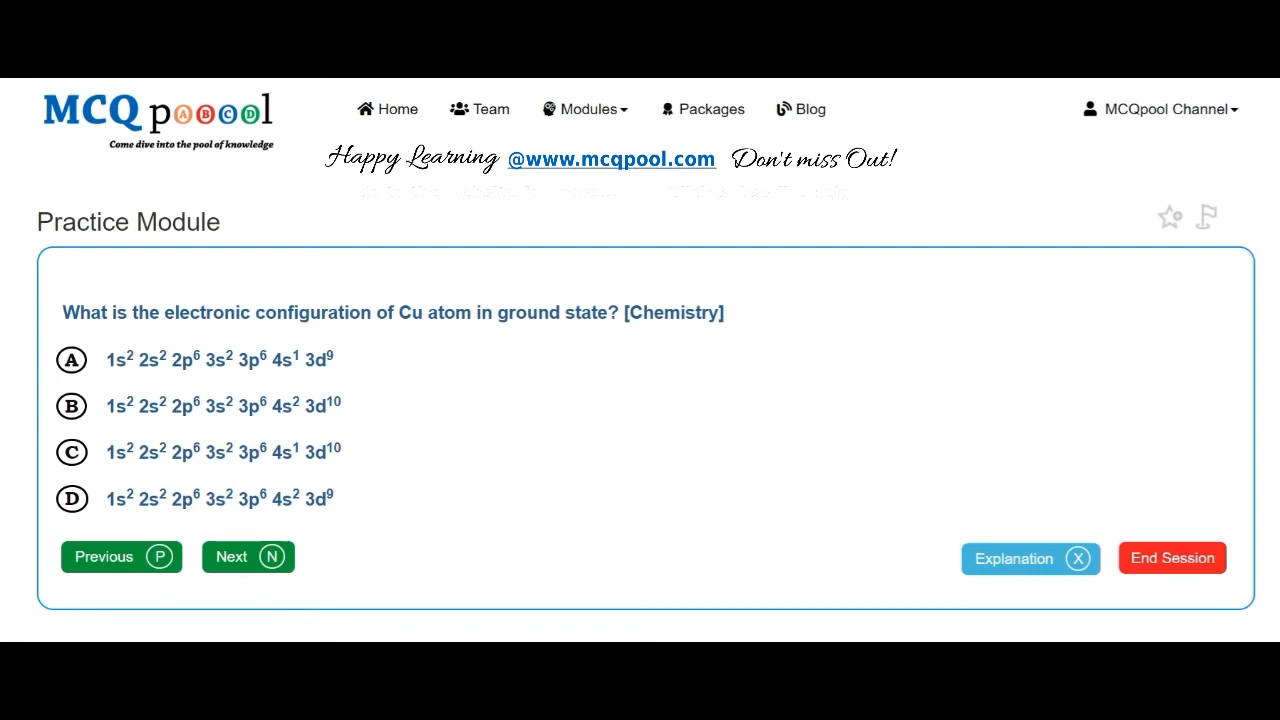 MCQ pABCDl
Come dive into the pool of knowledge
Home Team Modules Packages Blog MCQpool Channel
Happy Learning @www.mcqpool.com Don't miss Out!
Practice Module
What is the electronic configuration of Cu atom in ground state? [Chemistry]
A 1s² 2s² 2p⁶ 3s² 3p⁶ 4s¹ 3d⁹
B 1s² 2s² 2p⁶ 3s² 3p⁶ 4s² 3d¹⁰
C 1s² 2s² 2p⁶ 3s² 3p⁶ 4s¹ 3d¹⁰
D 1s² 2s² 2p⁶ 3s² 3p⁶ 4s² 3d⁹
Previous P Next N Explanation X End Session